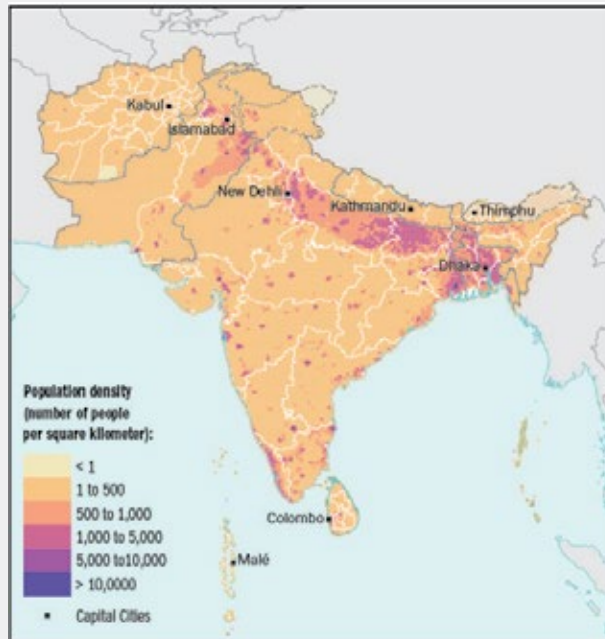 Kabul
Islamabad
New Dehli
Kathmandu
Thimphu
Dhaka
Population density
(number of people
per square kilometer):
< 1
1 to 500
500 to 1,000
1,000 to 5,000
5,000 to10,000
> 10,0000
Capital Cities
Colombo
Malé